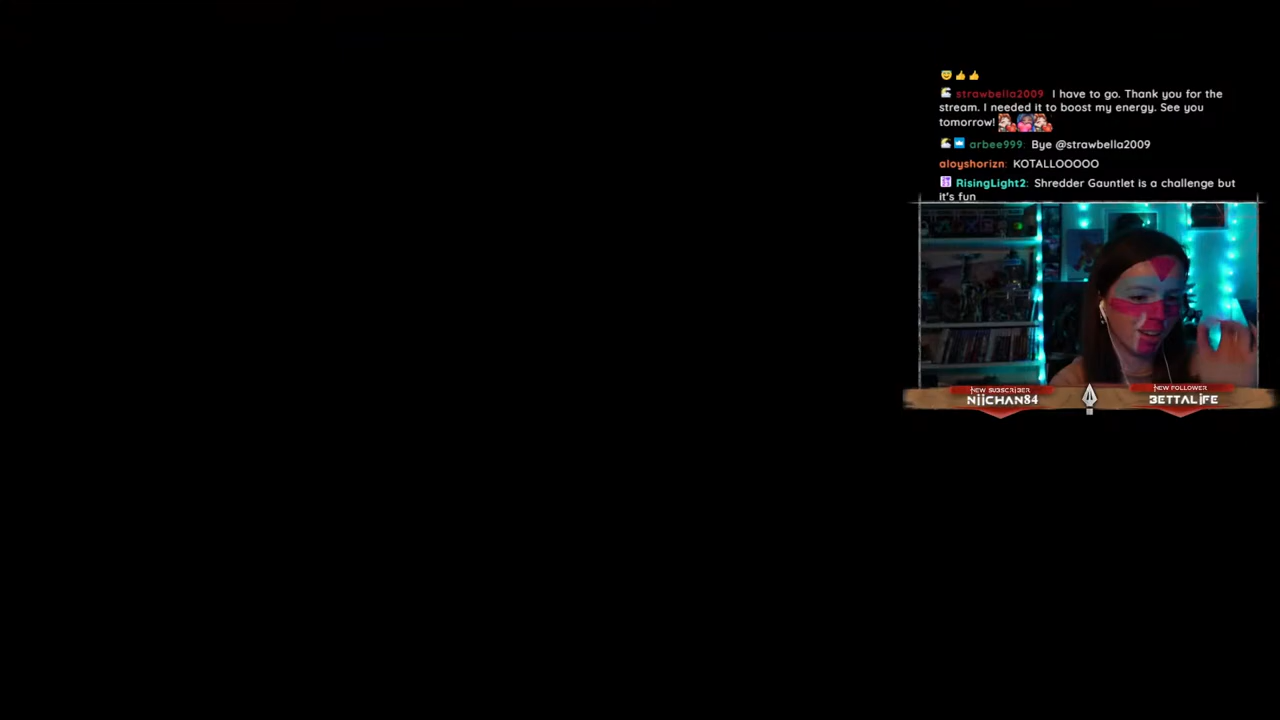 strawbella2009 I have to go. Thank you for the
stream. I needed it to boost my energy. See you
tomorrow!
arbee999: Bye @strawbella2009
aloyshorizn: KOTALLOOOOO
RisingLight2: Shredder Gauntlet is a challenge but
it's fun
NEW SUBSCRIBER
NIICHAN84
NEW FOLLOWER
BETTALIFE